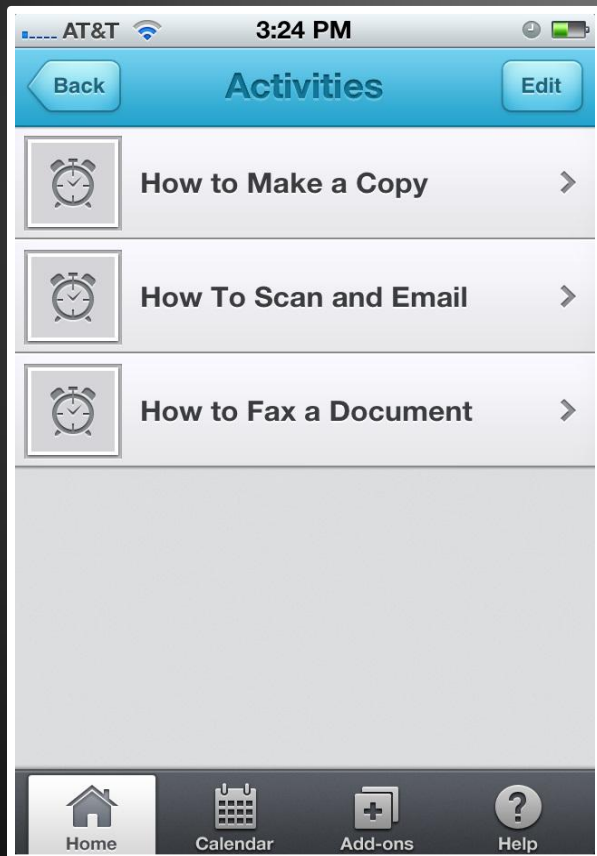 AT&T 3:24 PM
Back Activities Edit
How to Make a Copy
How To Scan and Email
How to Fax a Document
Home Calendar Add-ons Help